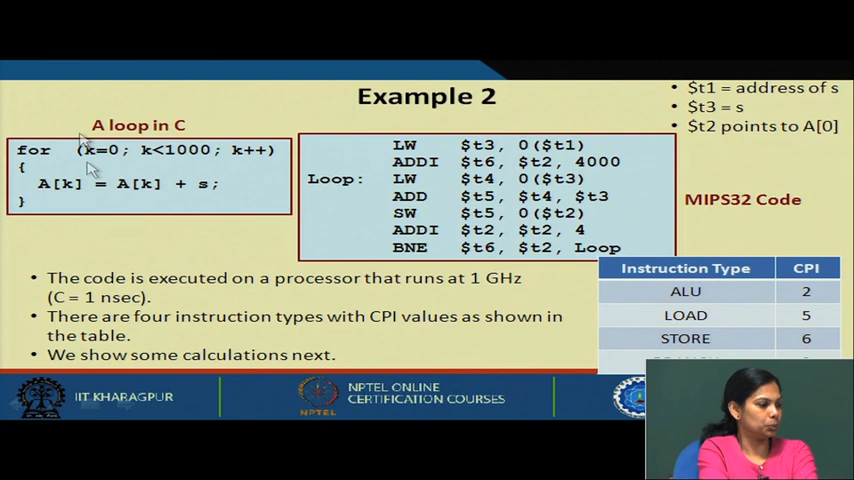 Example 2
$t1 = address of s
$t3 = s
$t2 points to A[0]
A loop in C
for (k=0; k<1000; k++)
{
A[k] = A[k] + s;
}
LW $t3, 0($t1)
ADDI $t6, $t2, 4000
Loop: LW $t4, 0($t3)
ADD $t5, $t4, $t3
SW $t5, 0($t2)
ADDI $t2, $t2, 4
BNE $t6, $t2, Loop
MIPS32 Code
• The code is executed on a processor that runs at 1 GHz
(C = 1 nsec).
• There are four instruction types with CPI values as shown in
the table.
• We show some calculations next.
Instruction Type CPI
ALU 2
LOAD 5
STORE 6
IIT KHARAGPUR
NPTEL
NPTEL ONLINE
CERTIFICATION COURSES